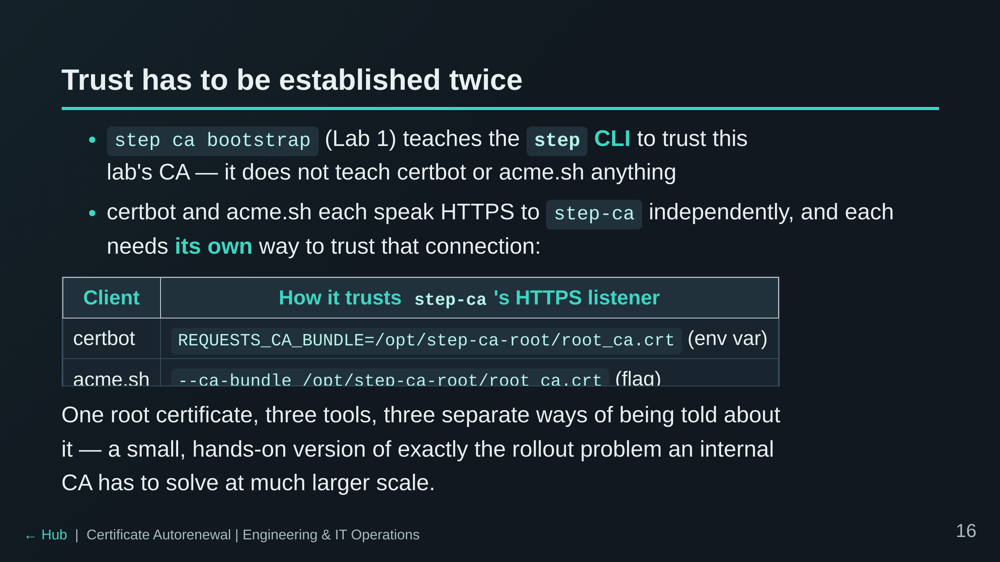 Trust has to be established twice
• step ca bootstrap (Lab 1) teaches the step CLI to trust this
lab's CA — it does not teach certbot or acme.sh anything
• certbot and acme.sh each speak HTTPS to step-ca independently, and each
needs its own way to trust that connection:
Client How it trusts step-ca 's HTTPS listener
certbot REQUESTS_CA_BUNDLE=/opt/step-ca-root/root_ca.crt (env var)
acme.sh --ca-bundle /opt/step-ca-root/root_ca.crt (flag)
One root certificate, three tools, three separate ways of being told about
it — a small, hands-on version of exactly the rollout problem an internal
CA has to solve at much larger scale.
← Hub | Certificate Autorenewal | Engineering & IT Operations
16